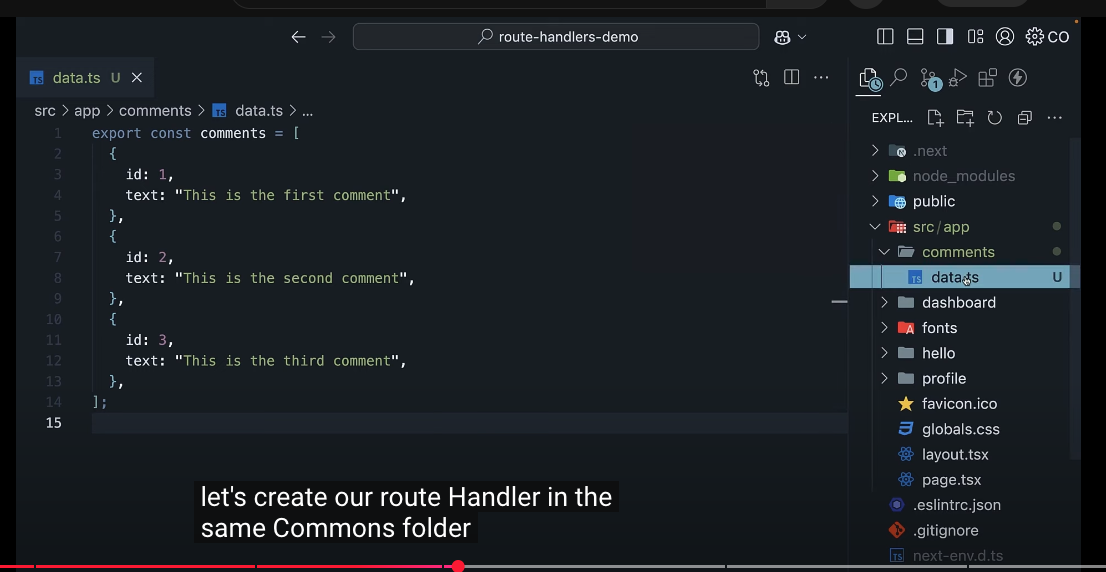 route-handlers-demo
CO
data.ts U
src > app > comments > TS data.ts > ...
1 export const comments = [
2 {
3 id: 1,
4 text: "This is the first comment",
5 },
6 {
7 id: 2,
8 text: "This is the second comment",
9 },
10 {
11 id: 3,
12 text: "This is the third comment",
13 },
14 ];
15
let's create our route Handler in the
same Commons folder
1
EXPL...
.next
node_modules
public
src/app
comments
TS data.ts U
dashboard
fonts
hello
profile
favicon.ico
globals.css
layout.tsx
page.tsx
.eslintrc.json
.gitignore
TS next-env.d.ts